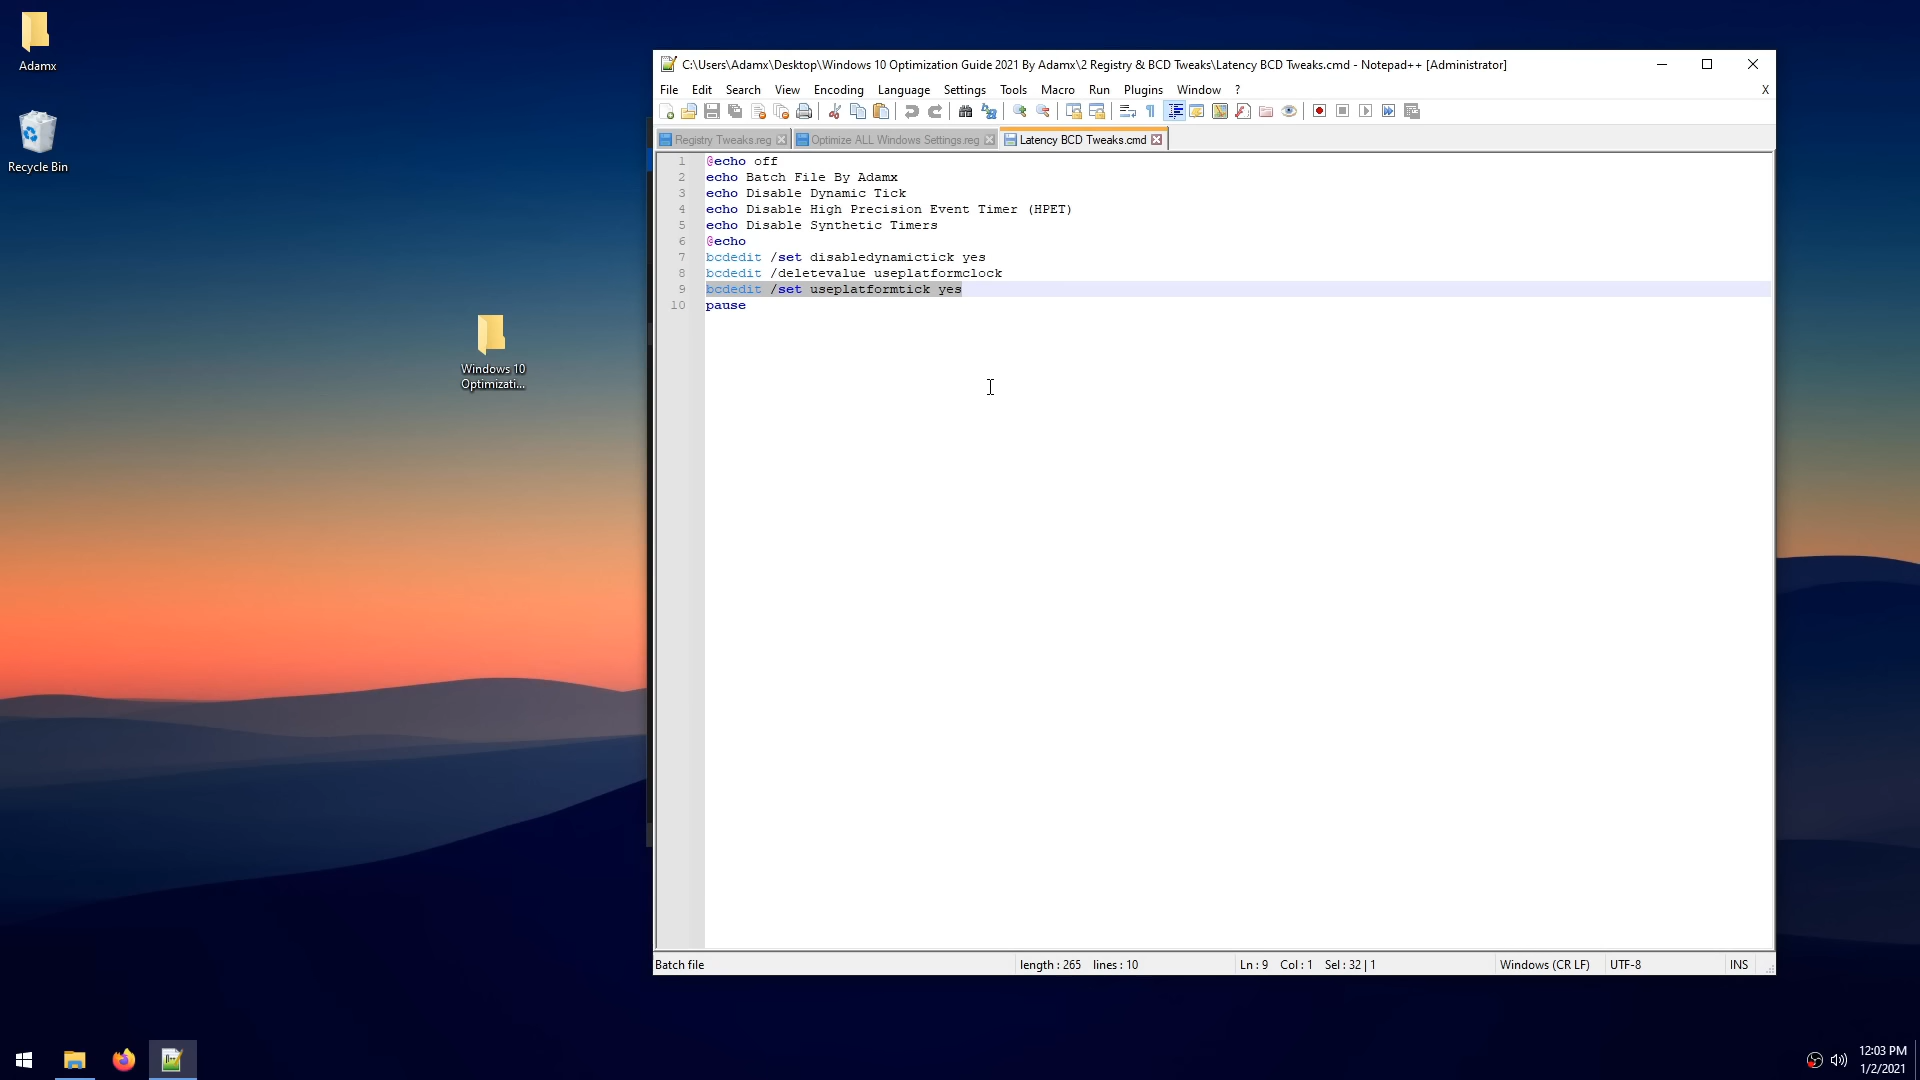 Adamx
Recycle Bin
Windows 10
Optimizati...
C:\Users\Adamx\Desktop\Windows 10 Optimization Guide 2021 By Adamx\2 Registry & BCD Tweaks\Latency BCD Tweaks.cmd - Notepad++ [Administrator]
File Edit Search View Encoding Language Settings Tools Macro Run Plugins Window ? X
Registry Tweaks.reg Optimize ALL Windows Settings.reg Latency BCD Tweaks.cmd
1 @echo off
2 echo Batch File By Adamx
3 echo Disable Dynamic Tick
4 echo Disable High Precision Event Timer (HPET)
5 echo Disable Synthetic Timers
6 @echo
7 bcdedit /set disabledynamictick yes
8 bcdedit /deletevalue useplatformclock
9 bcdedit /set useplatformtick yes
10 pause
Batch file length : 265 lines : 10 Ln : 9 Col : 1 Sel : 32 | 1 Windows (CR LF) UTF-8 INS
12:03 PM
1/2/2021